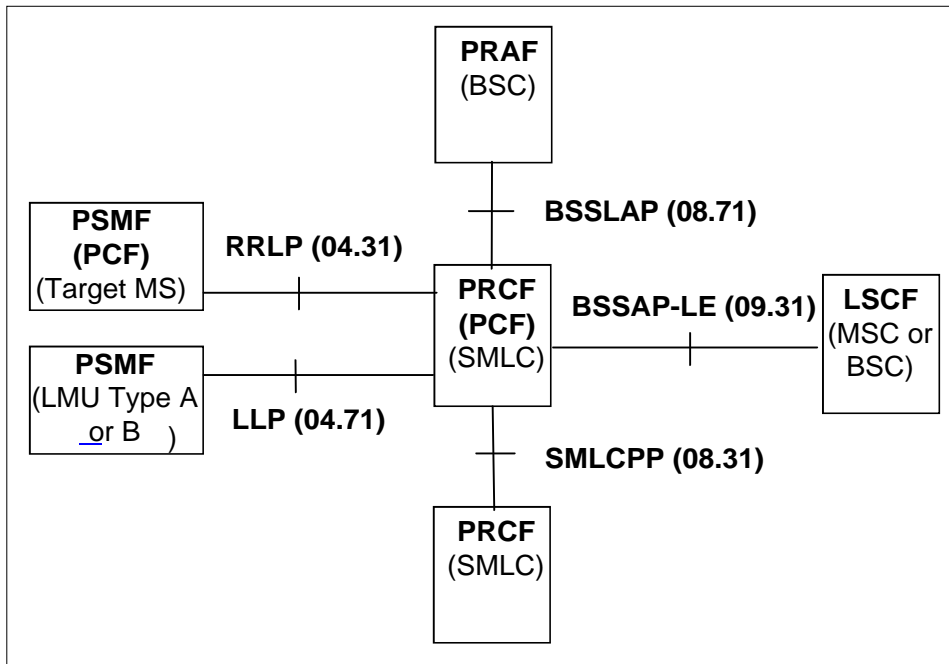 PRAF
(BSC)
BSSLAP (08.71)
PSMF
(PCF)
(Target MS)
RRLP (04.31)
PRCF
(PCF)
(SMLC)
BSSAP-LE (09.31)
LSCF
(MSC or
BSC)
PSMF
(LMU Type A
or B )
LLP (04.71)
SMLCPP (08.31)
PRCF
(SMLC)